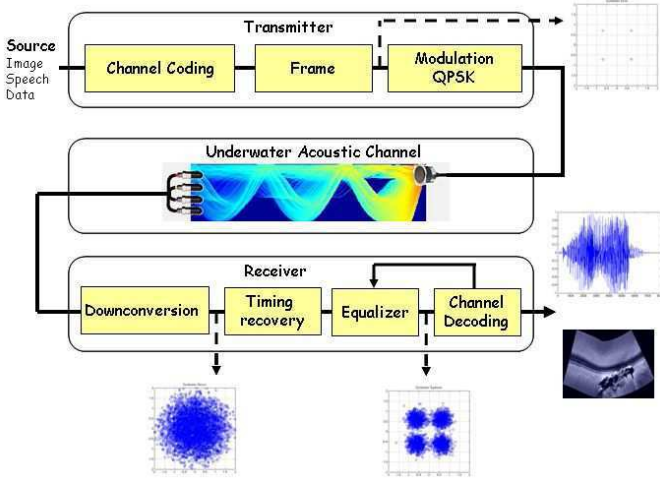 Transmitter
Source
Image
Speech
Data
Channel Coding
Frame
Modulation
QPSK
Underwater Acoustic Channel
Receiver
Downconversion
Timing
recovery
Equalizer
Channel
Decoding